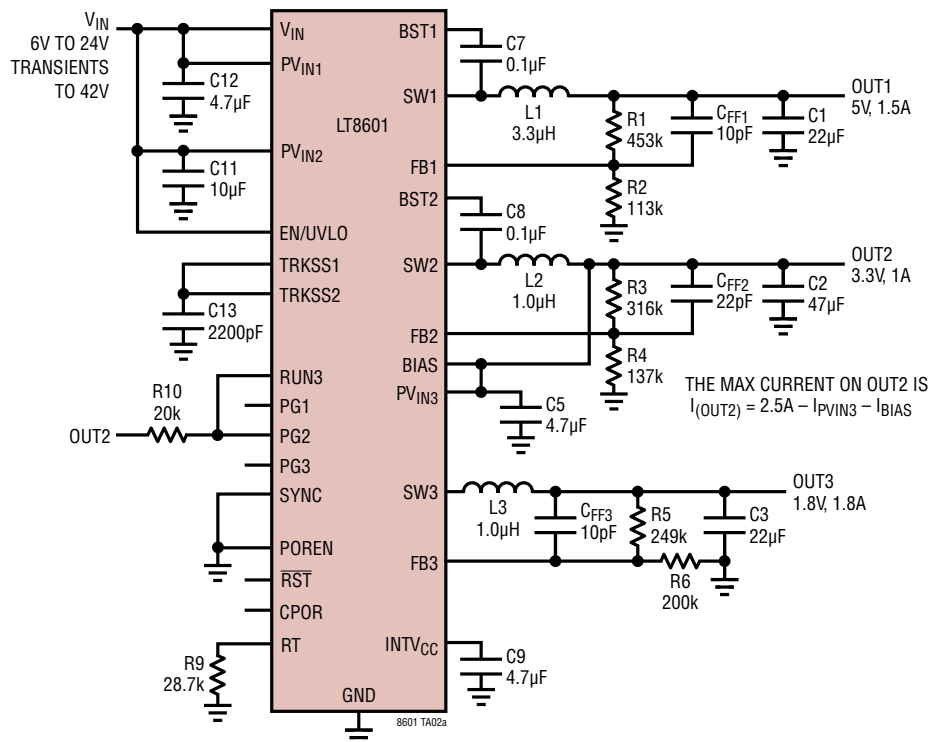 VIN
6V TO 24V
TRANSIENTS
TO 42V
C12
4.7µF
C11
10µF
C13
2200pF
R10
20k
OUT2
R9
28.7k
VIN
PVIN1
LT8601
PVIN2
EN/UVLO
TRKSS1
TRKSS2
RUN3
PG1
PG2
PG3
SYNC
POREN
RST
CPOR
RT
GND
BST1
SW1
FB1
BST2
SW2
FB2
BIAS
PVIN3
SW3
FB3
INTVCC
C7
0.1µF
L1
3.3µH
R1
453k
CFF1
10pF
C1
22µF
OUT1
5V, 1.5A
R2
113k
C8
0.1µF
L2
1.0µH
R3
316k
CFF2
22pF
C2
47µF
OUT2
3.3V, 1A
R4
137k
THE MAX CURRENT ON OUT2 IS
I(OUT2) = 2.5A – IPVIN3 – IBIAS
C5
4.7µF
L3
1.0µH
CFF3
10pF
R5
249k
C3
22µF
OUT3
1.8V, 1.8A
R6
200k
C9
4.7µF
8601 TA02a